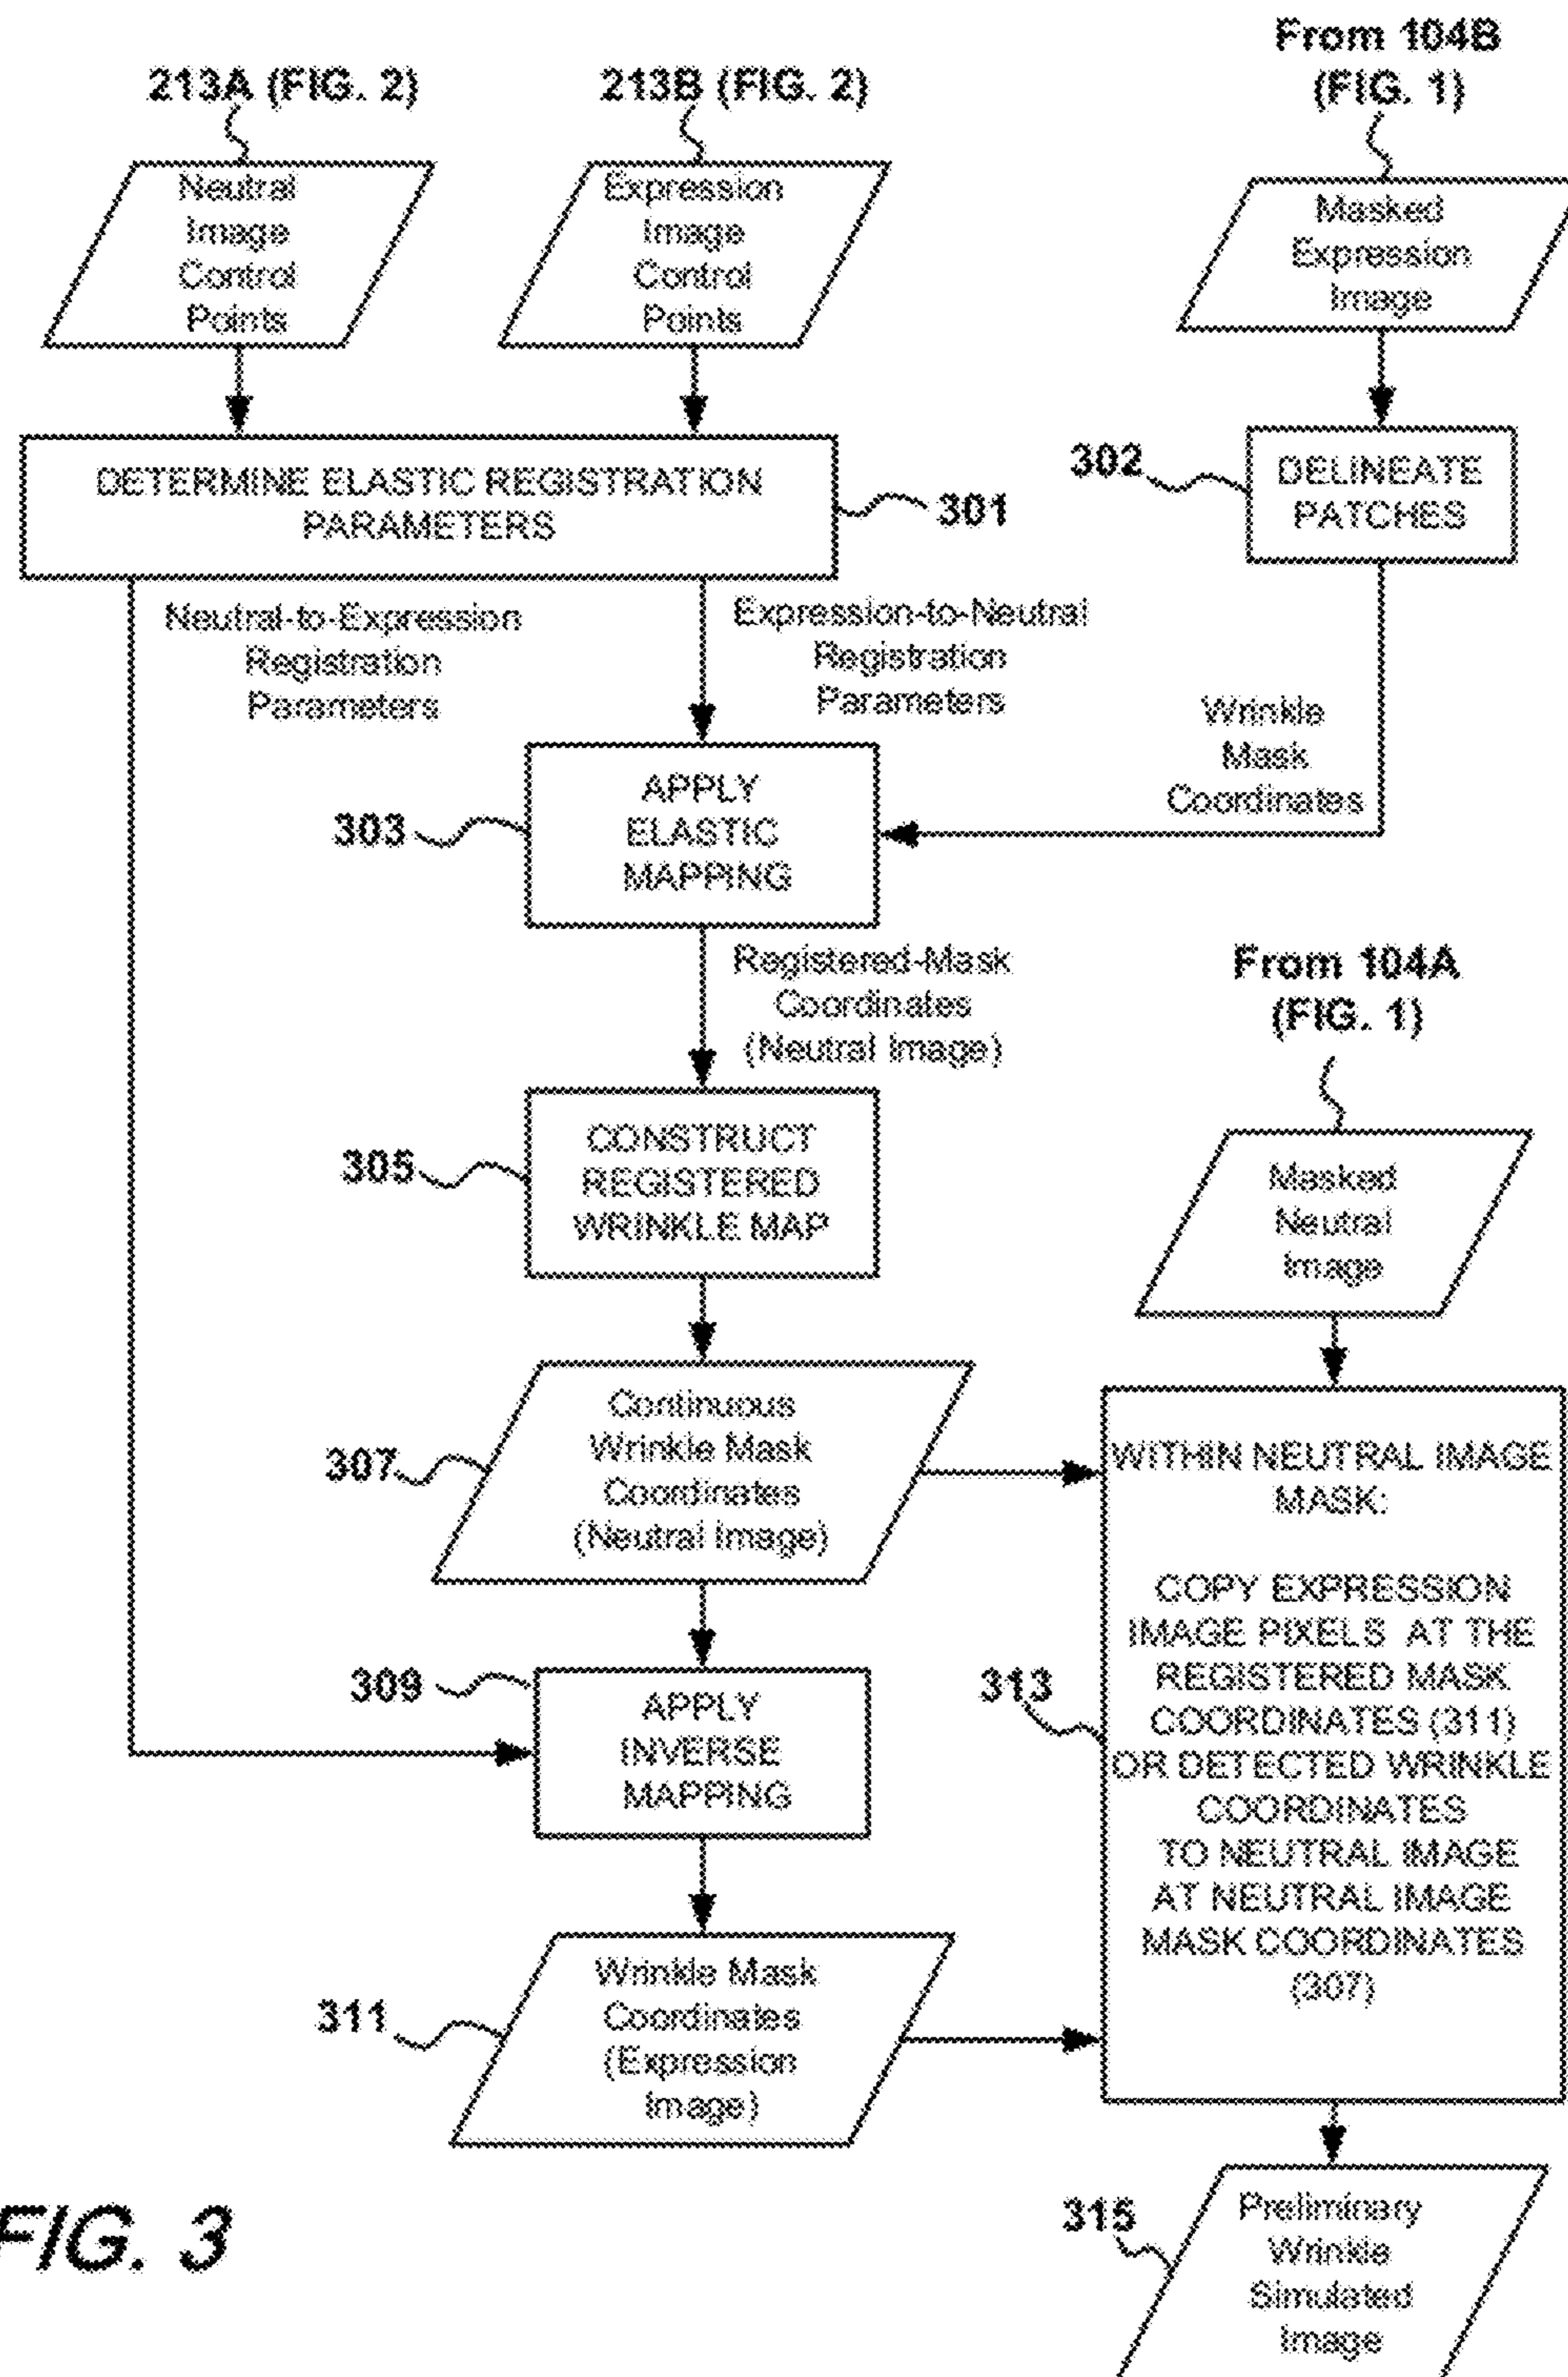 From 104B
(FIG. 1)
213A (FIG. 2)
213B (FIG. 2)
Neutral
Image
Control
Points
Expression
Image
Control
Points
Masked
Expression
Image
DETERMINE ELASTIC REGISTRATION
PARAMETERS
301
302
DELINEATE
PATCHES
Neutral-to-Expression
Registration
Parameters
Expression-to-Neutral
Registration
Parameters
Wrinkle
Mask
Coordinates
303
APPLY
ELASTIC
MAPPING
Registered-Mask
Coordinates
(Neutral Image)
From 104A
(FIG. 1)
305
CONSTRUCT
REGISTERED
WRINKLE MAP
Masked
Neutral
Image
307
Continuous
Wrinkle Mask
Coordinates
(Neutral Image)
309
APPLY
INVERSE
MAPPING
313
WITHIN NEUTRAL IMAGE
MASK:
COPY EXPRESSION
IMAGE PIXELS AT THE
REGISTERED MASK
COORDINATES (311)
OR DETECTED WRINKLE
COORDINATES
TO NEUTRAL IMAGE
AT NEUTRAL IMAGE
MASK COORDINATES
(307)
311
Wrinkle Mask
Coordinates
(Expression
Image)
315
Preliminary
Wrinkle
Simulated
Image
FIG. 3